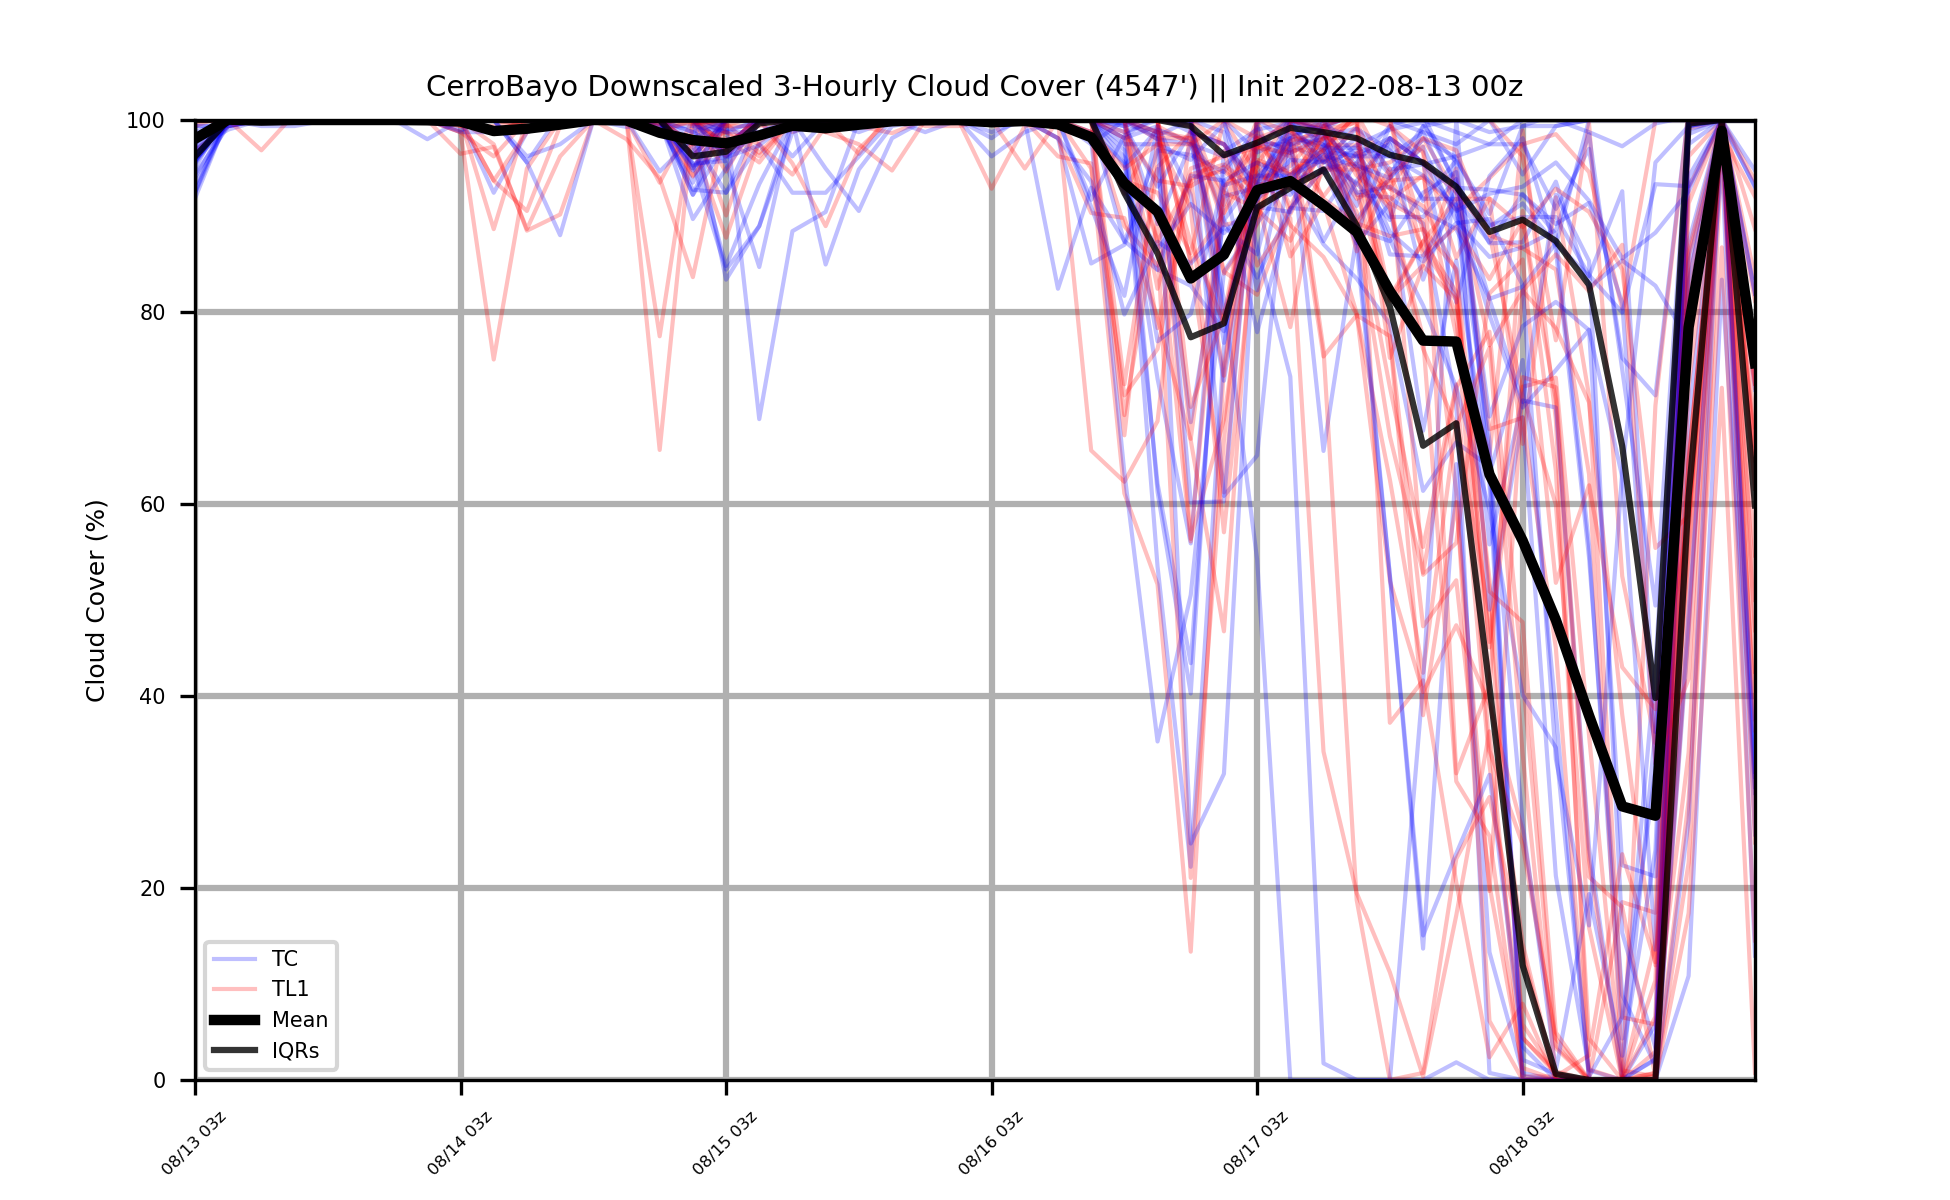 CerroBayo Downscaled 3-Hourly Cloud Cover (4547') || Init 2022-08-13 00z
100
80
60
40
20
0
Cloud Cover (%)
TC
TL1
Mean
IQRs
08/13 03z
08/14 03z
08/15 03z
08/16 03z
08/17 03z
08/18 03z